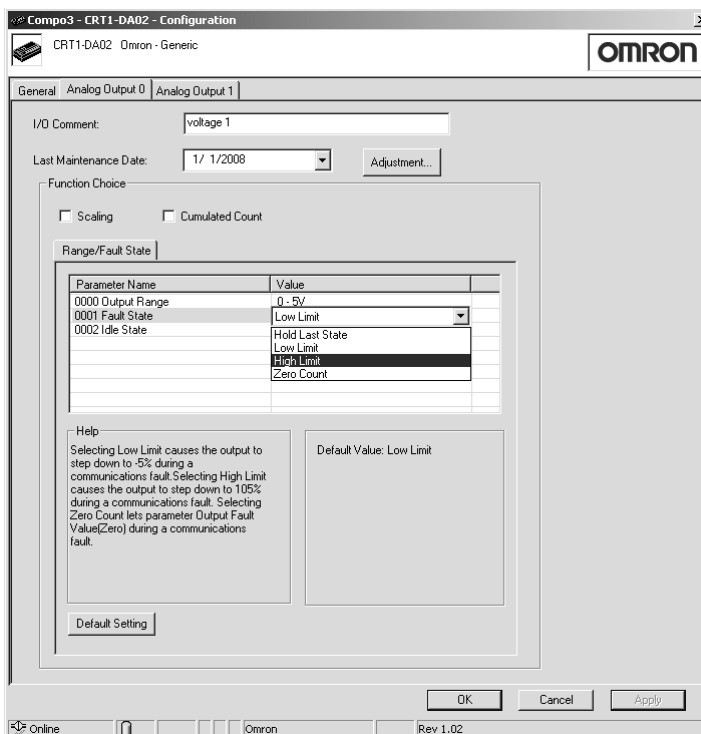 Compo3 - CRT1-DA02 - Configuration
CRT1-DA02 Omron - Generic
OMRON
General
Analog Output 0
Analog Output 1
I/O Comment:
voltage 1
Last Maintenance Date:
1/ 1/2008
Adjustment...
Function Choice
Scaling
Cumulated Count
Range/Fault State
Parameter Name
Value
0000 Output Range
0 - 5V
0001 Fault State
Low Limit
0002 Idle State
Hold Last State
Low Limit
High Limit
Zero Count
Help
Selecting Low Limit causes the output to
step down to -5% during a
communications fault.Selecting High Limit
causes the output to step down to 105%
during a communications fault. Selecting
Zero Count lets parameter Output Fault
Value(Zero) during a communications
fault.
Default Value: Low Limit
Default Setting
OK
Cancel
Apply
Online
Omron
Rev 1.02